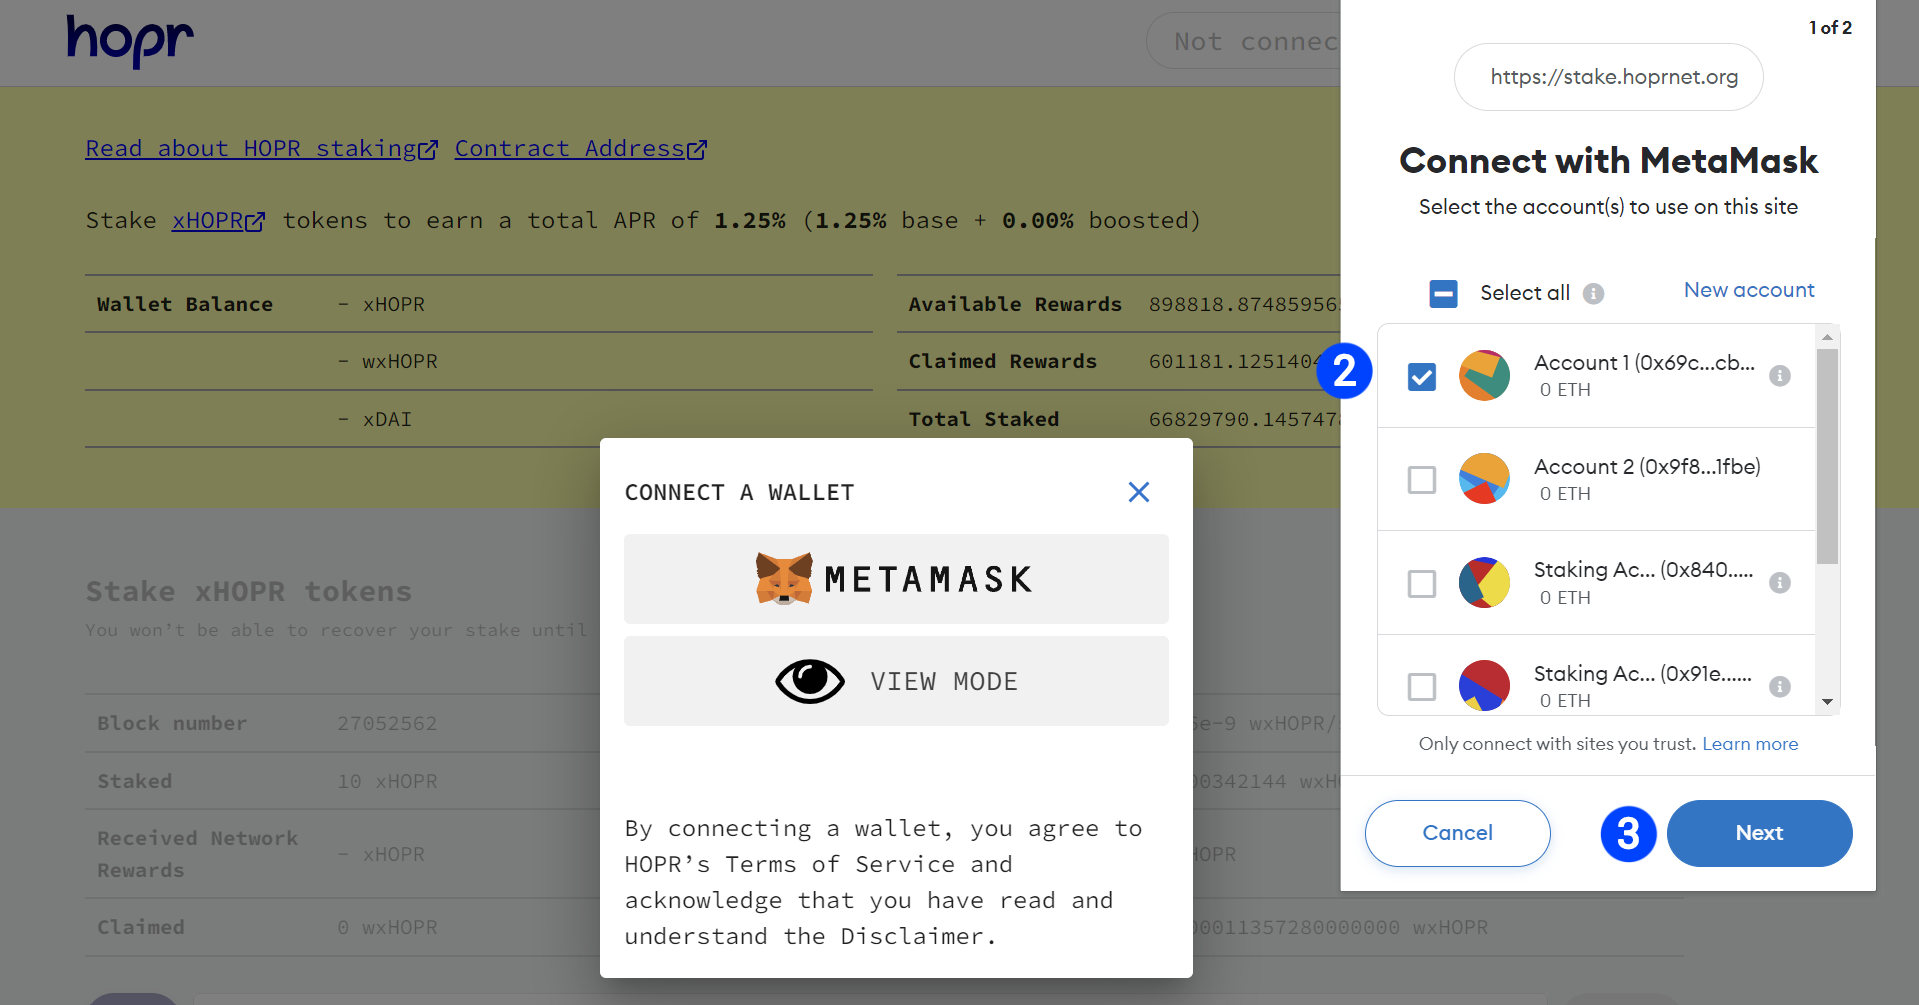 hopr
Not connec
Read about HOPR staking Contract Address
Stake xHOPR tokens to earn a total APR of 1.25% (1.25% base + 0.00% boosted)
Wallet Balance - xHOPR
- wxHOPR
- xDAI
Available Rewards 898818.87485956
Claimed Rewards 601181.125140
Total Staked 66829790.145747
Stake xHOPR tokens
You won't be able to recover your stake until
Block number 27052562
Staked 10 xHOPR
Received Network
Rewards
- xHOPR
Claimed 0 wxHOPR
e-9 wxHOPR/
00342144 wxH
HOPR
00011357280000000 wxHOPR
CONNECT A WALLET
METAMASK
VIEW MODE
By connecting a wallet, you agree to
HOPR’s Terms of Service and
acknowledge that you have read and
understand the Disclaimer.
1 of 2
https://stake.hoprnet.org
Connect with MetaMask
Select the account(s) to use on this site
Select all
New account
2
Account 1 (0x69c...cb...
0 ETH
Account 2 (0x9f8...1fbe)
0 ETH
Staking Ac... (0x840.....
0 ETH
Staking Ac... (0x91e......
0 ETH
Only connect with sites you trust. Learn more
Cancel
3
Next